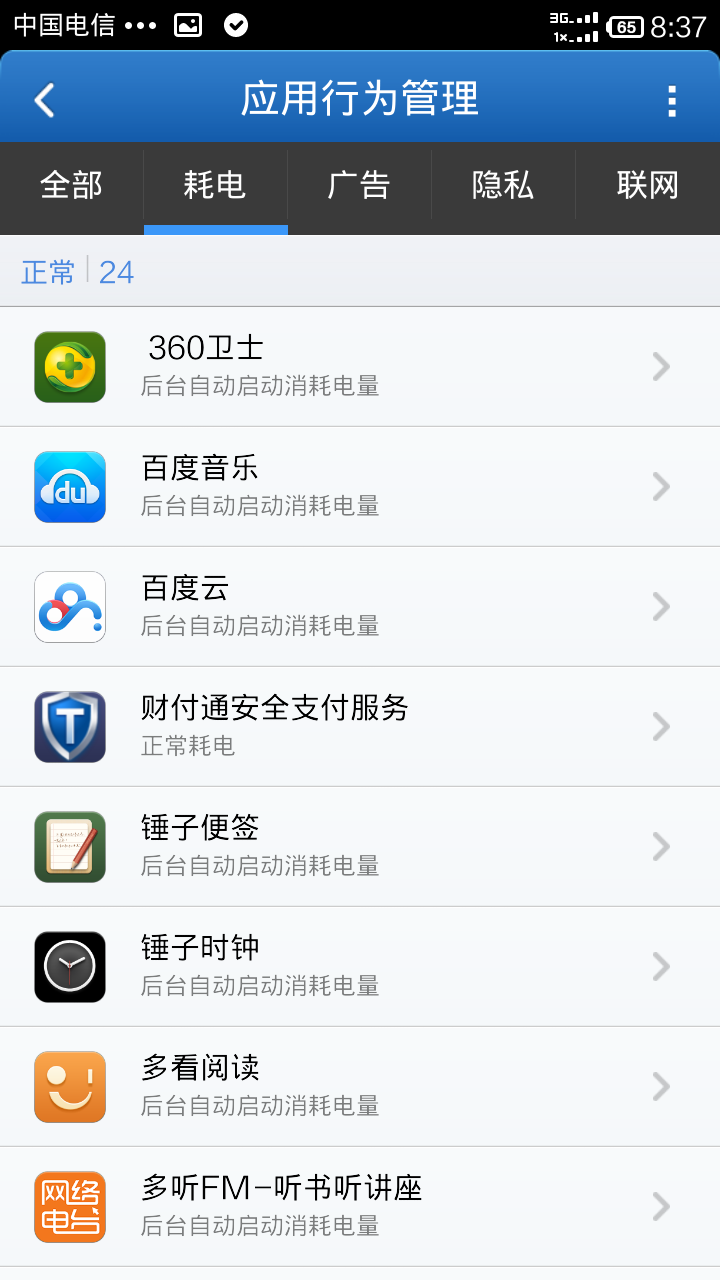 中国电信 ••• 3G 1x 65 8:37
应用行为管理
全部 耗电 广告 隐私 联网
正常 24
360卫士
后台自动启动消耗电量
du
百度音乐
后台自动启动消耗电量
百度云
后台自动启动消耗电量
T
财付通安全支付服务
正常耗电
锤子便签
后台自动启动消耗电量
锤子时钟
后台自动启动消耗电量
多看阅读
后台自动启动消耗电量
网络
电台
多听FM-听书听讲座
后台自动启动消耗电量